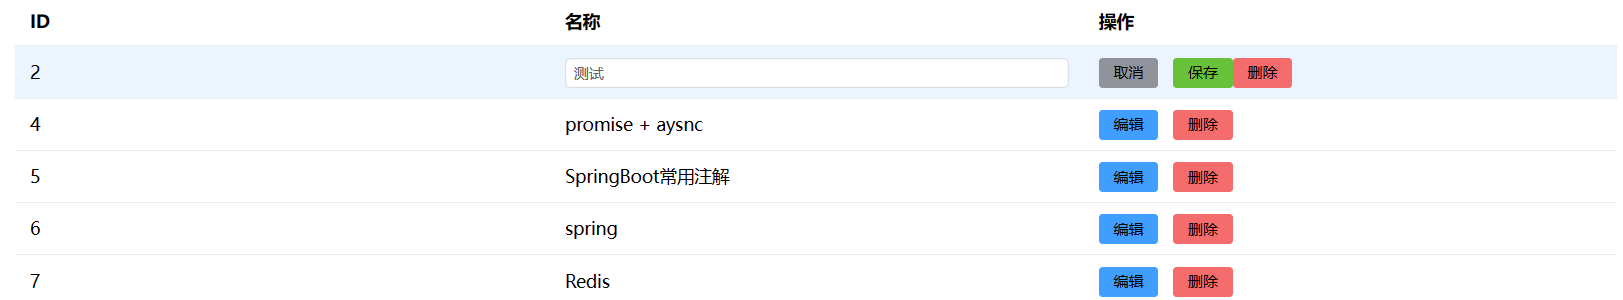 ID 名称 操作
2 测试 取消 保存 删除
4 promise + aysnc 编辑 删除
5 SpringBoot常用注解 编辑 删除
6 spring 编辑 删除
7 Redis 编辑 删除